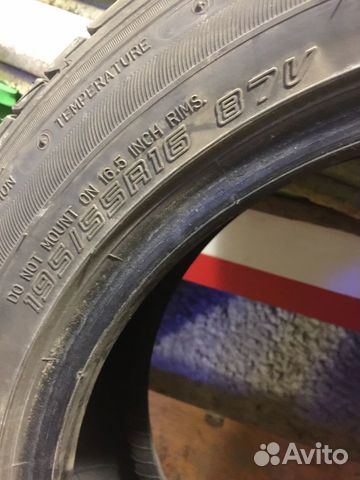 TEMPERATURE
DO NOT MOUNT ON 16.5 INCH RIMS.
195/55R16 87V
Avito